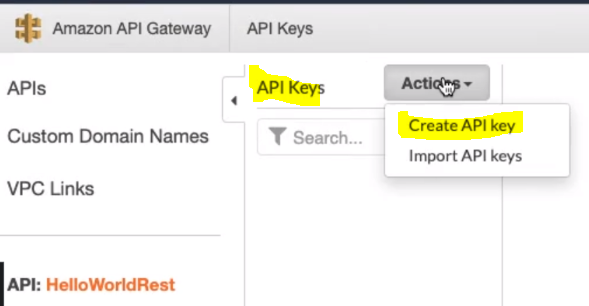 Amazon API Gateway
API Keys
APIs
Custom Domain Names
VPC Links
API: HelloWorldRest
API Keys
Actions
Search...
Create API key
Import API keys